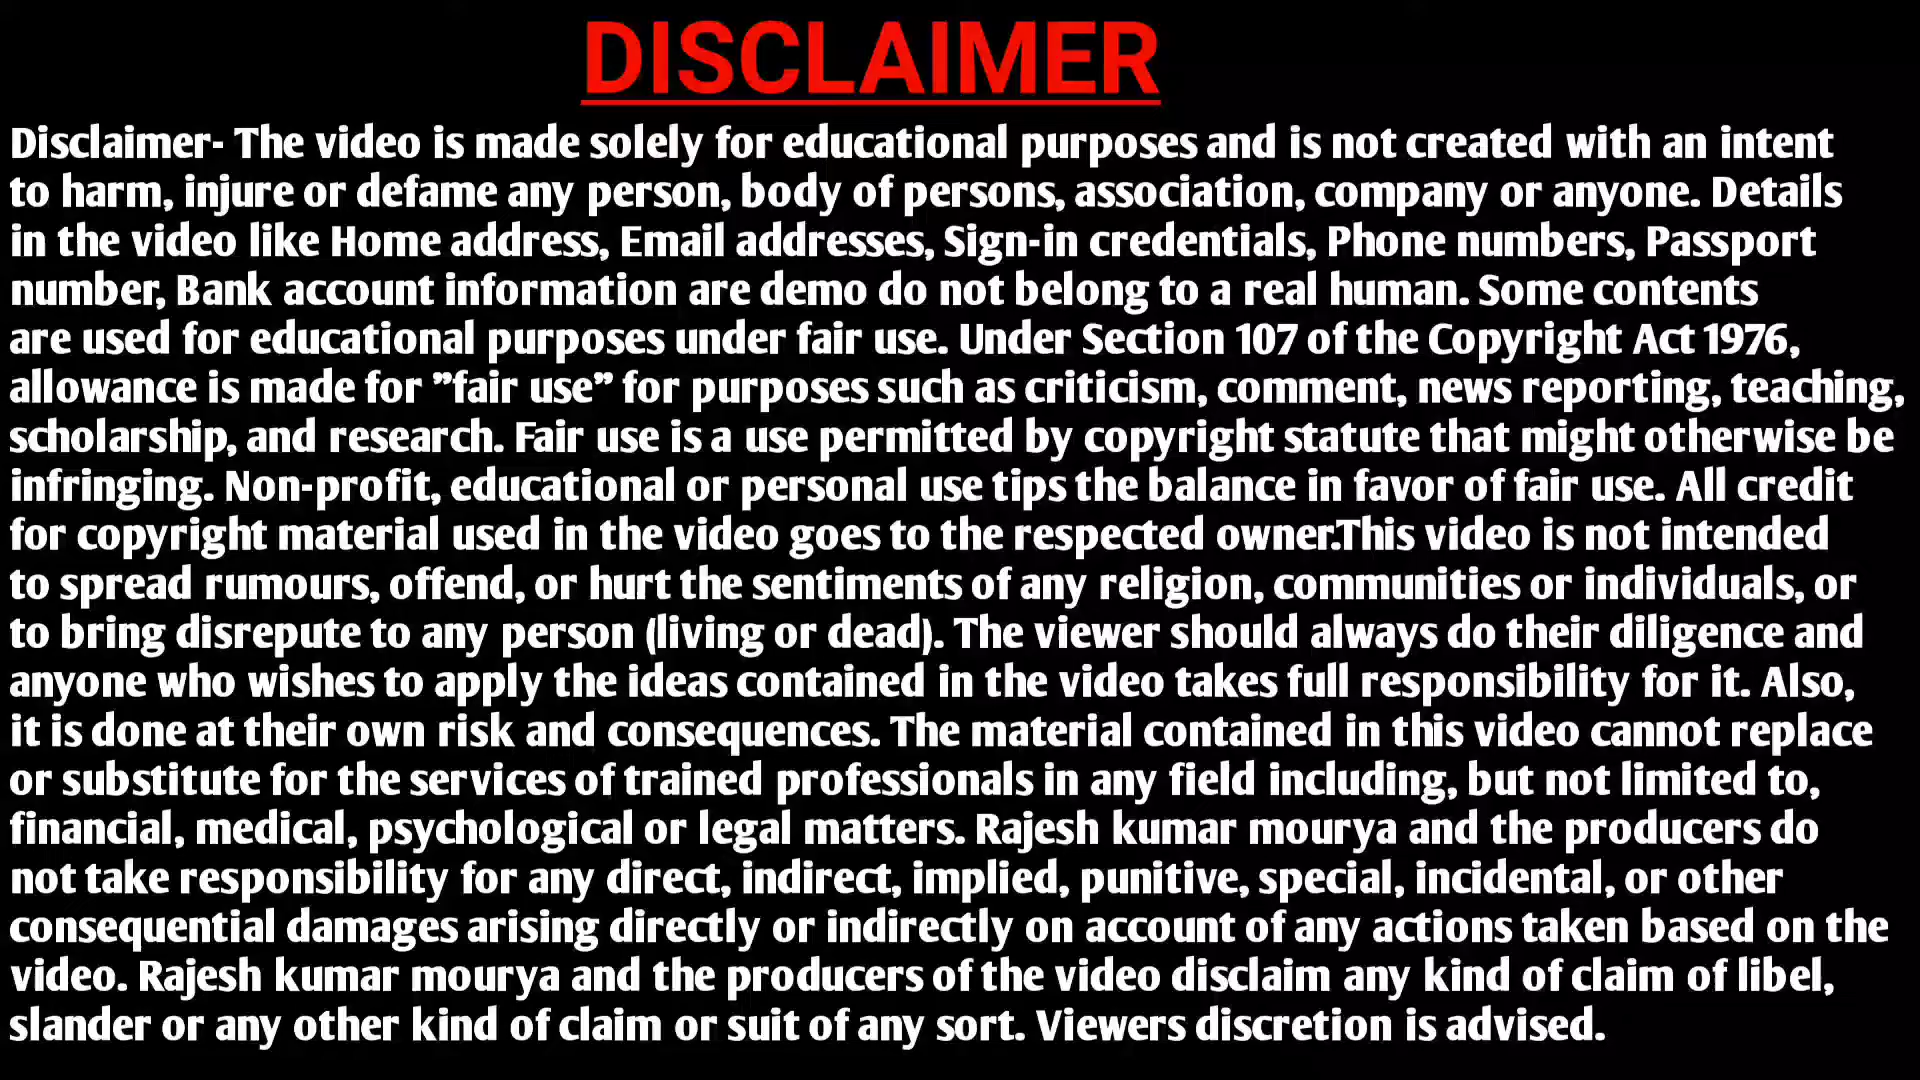 DISCLAIMER
Disclaimer- The video is made solely for educational purposes and is not created with an intent
to harm, injure or defame any person, body of persons, association, company or anyone. Details
in the video like Home address, Email addresses, Sign-in credentials, Phone numbers, Passport
number, Bank account information are demo do not belong to a real human. Some contents
are used for educational purposes under fair use. Under Section 107 of the Copyright Act 1976,
allowance is made for ”fair use” for purposes such as criticism, comment, news reporting, teaching,
scholarship, and research. Fair use is a use permitted by copyright statute that might otherwise be
infringing. Non-profit, educational or personal use tips the balance in favor of fair use. All credit
for copyright material used in the video goes to the respected owner.This video is not intended
to spread rumours, offend, or hurt the sentiments of any religion, communities or individuals, or
to bring disrepute to any person (living or dead). The viewer should always do their diligence and
anyone who wishes to apply the ideas contained in the video takes full responsibility for it. Also,
it is done at their own risk and consequences. The material contained in this video cannot replace
or substitute for the services of trained professionals in any field including, but not limited to,
financial, medical, psychological or legal matters. Rajesh kumar mourya and the producers do
not take responsibility for any direct, indirect, implied, punitive, special, incidental, or other
consequential damages arising directly or indirectly on account of any actions taken based on the
video. Rajesh kumar mourya and the producers of the video disclaim any kind of claim of libel,
slander or any other kind of claim or suit of any sort. Viewers discretion is advised.